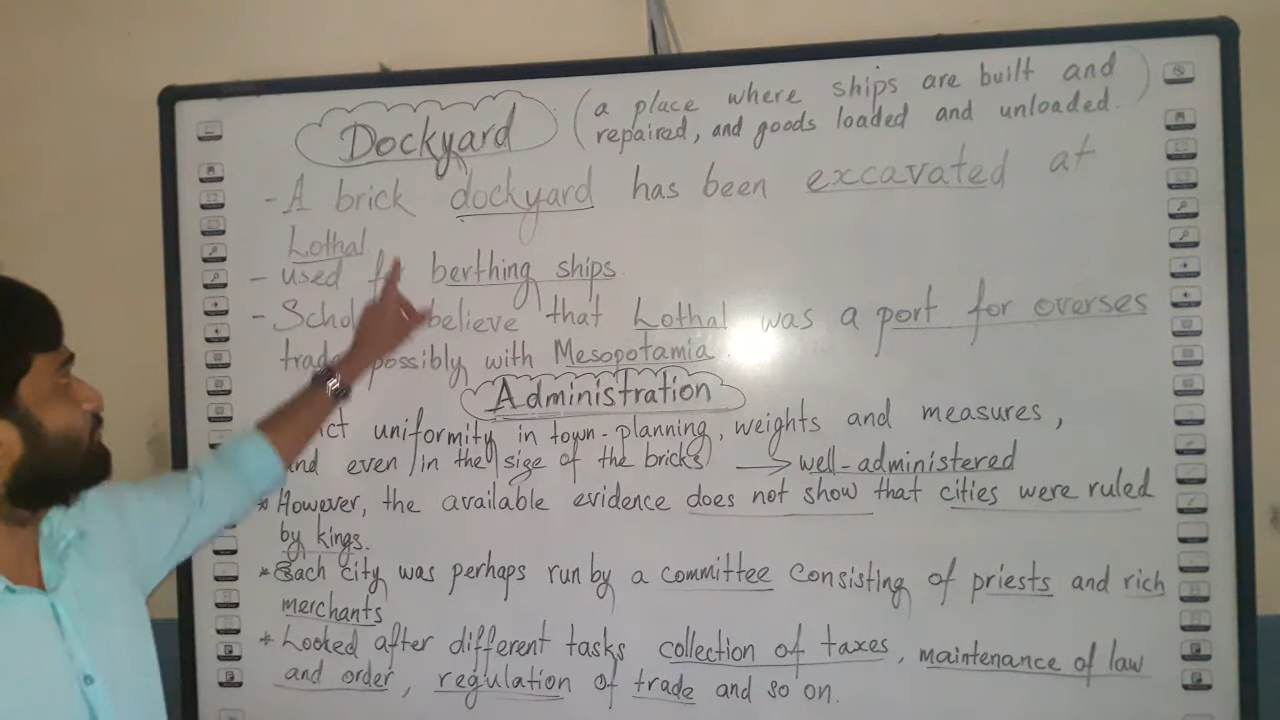 Dockyard (a place where ships are built and
repaired, and goods loaded and unloaded.)
- A brick dockyard has been excavated at
Lothal
- used berthing ships
- believe that Lothal was a port for overses
possibly with Mesopotamia.
Administration
uniformity in town-planning, weights and measures,
and even in the size of the bricks → well-administered
* However, the available evidence does not show that cities were ruled
by kings.
* Each city was perhaps run by a committee consisting of priests and rich
merchants
* Looked after different tasks collection of taxes, maintenance of law
and order, regulation of trade and so on.